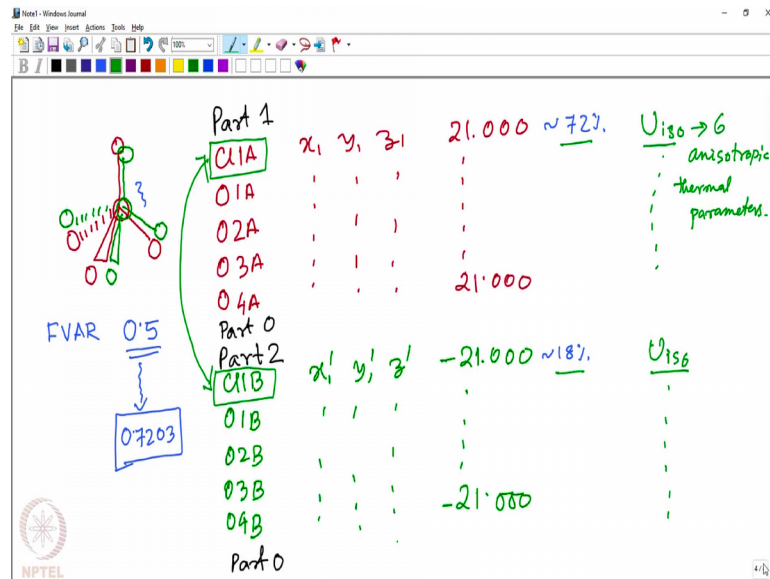 Note1 - Windows Journal
File Edit View Insert Actions Tools Help
100%
B I
Part 1
Cl1A x₁ y₁ z₁ 21.000 ~72% Uiso → 6
anisotropic
thermal
parameters.
O1A
O2A
O3A
O4A 21.000
FVAR 0.5
Part 0
Part 2
Cl1B x₁' y₁' z' -21.000 ~18% Uiso
O1B
0.7203
O2B
O3B -21.000
O4B
Part 0
NPTEL